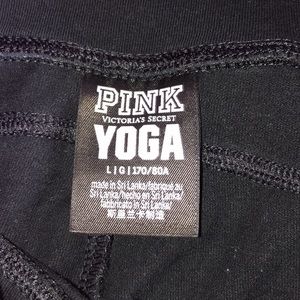 PINK
VICTORIA'S SECRET
YOGA
L | G | 170/80A
made in Sri Lanka/fabriqué au
Sri Lanka/hecho en Sri Lanka/
fabbricato in Sri Lanka/
斯里兰卡制造